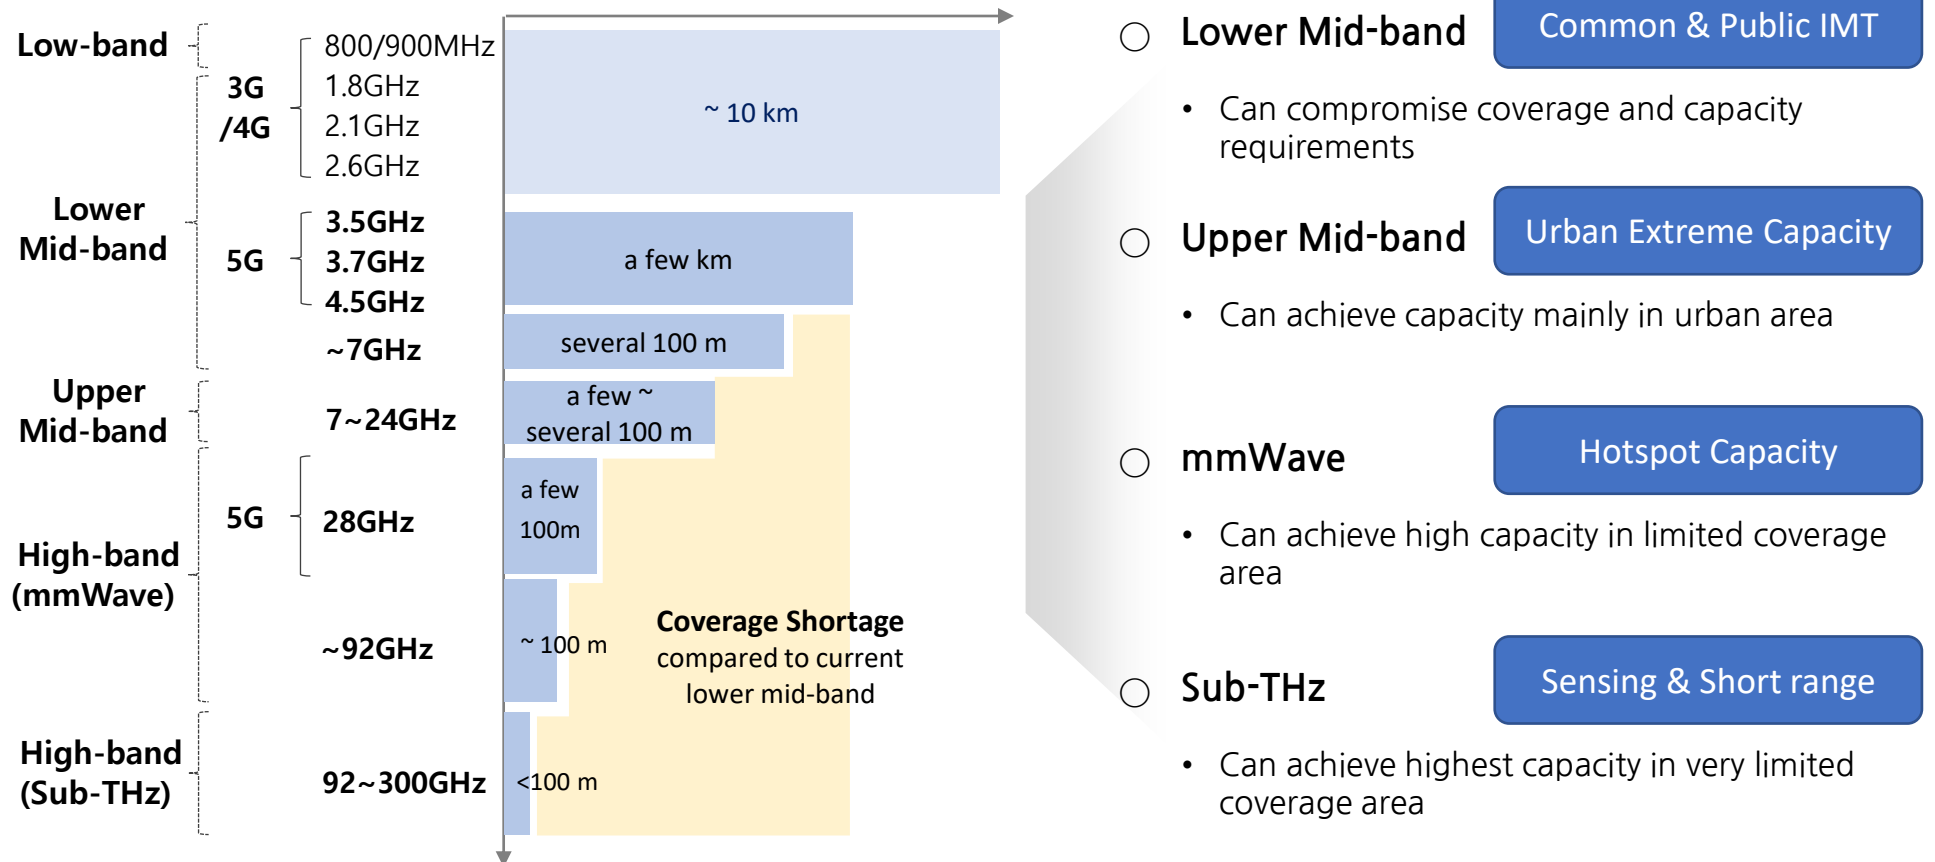 Low-band
3G
/4G
800/900MHz
1.8GHz
2.1GHz
2.6GHz
~ 10 km
Lower
Mid-band
5G
3.5GHz
3.7GHz
4.5GHz
a few km
~7GHz
several 100 m
Upper
Mid-band
7~24GHz
a few ~
several 100 m
High-band
(mmWave)
5G
28GHz
a few
100m
~92GHz
~ 100 m
Coverage Shortage
compared to current
lower mid-band
High-band
(Sub-THz)
92~300GHz
<100 m
○ Lower Mid-band
Common & Public IMT
• Can compromise coverage and capacity
requirements
○ Upper Mid-band
Urban Extreme Capacity
• Can achieve capacity mainly in urban area
○ mmWave
Hotspot Capacity
• Can achieve high capacity in limited coverage
area
○ Sub-THz
Sensing & Short range
• Can achieve highest capacity in very limited
coverage area